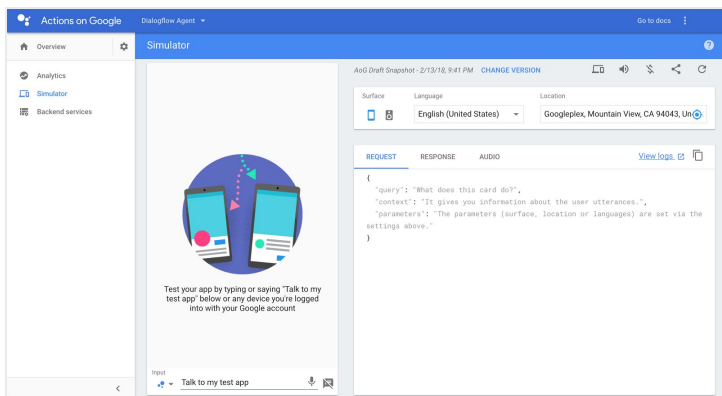 Actions on Google
Dialogflow Agent
Go to docs
Overview
Simulator
Analytics
Simulator
Backend services
AoG Draft Snapshot - 2/13/18, 9:41 PM CHANGE VERSION
Surface Language Location
English (United States)
Googleplex, Mountain View, CA 94043, Un
REQUEST RESPONSE AUDIO View logs
{
"query": "What does this card do?",
"context": "It gives you information about the user utterances.",
"parameters": "The parameters (surface, location or languages) are set via the
settings above."
}
Test your app by typing or saying "Talk to my
test app" below or any device you're logged
into with your Google account
Input
Talk to my test app